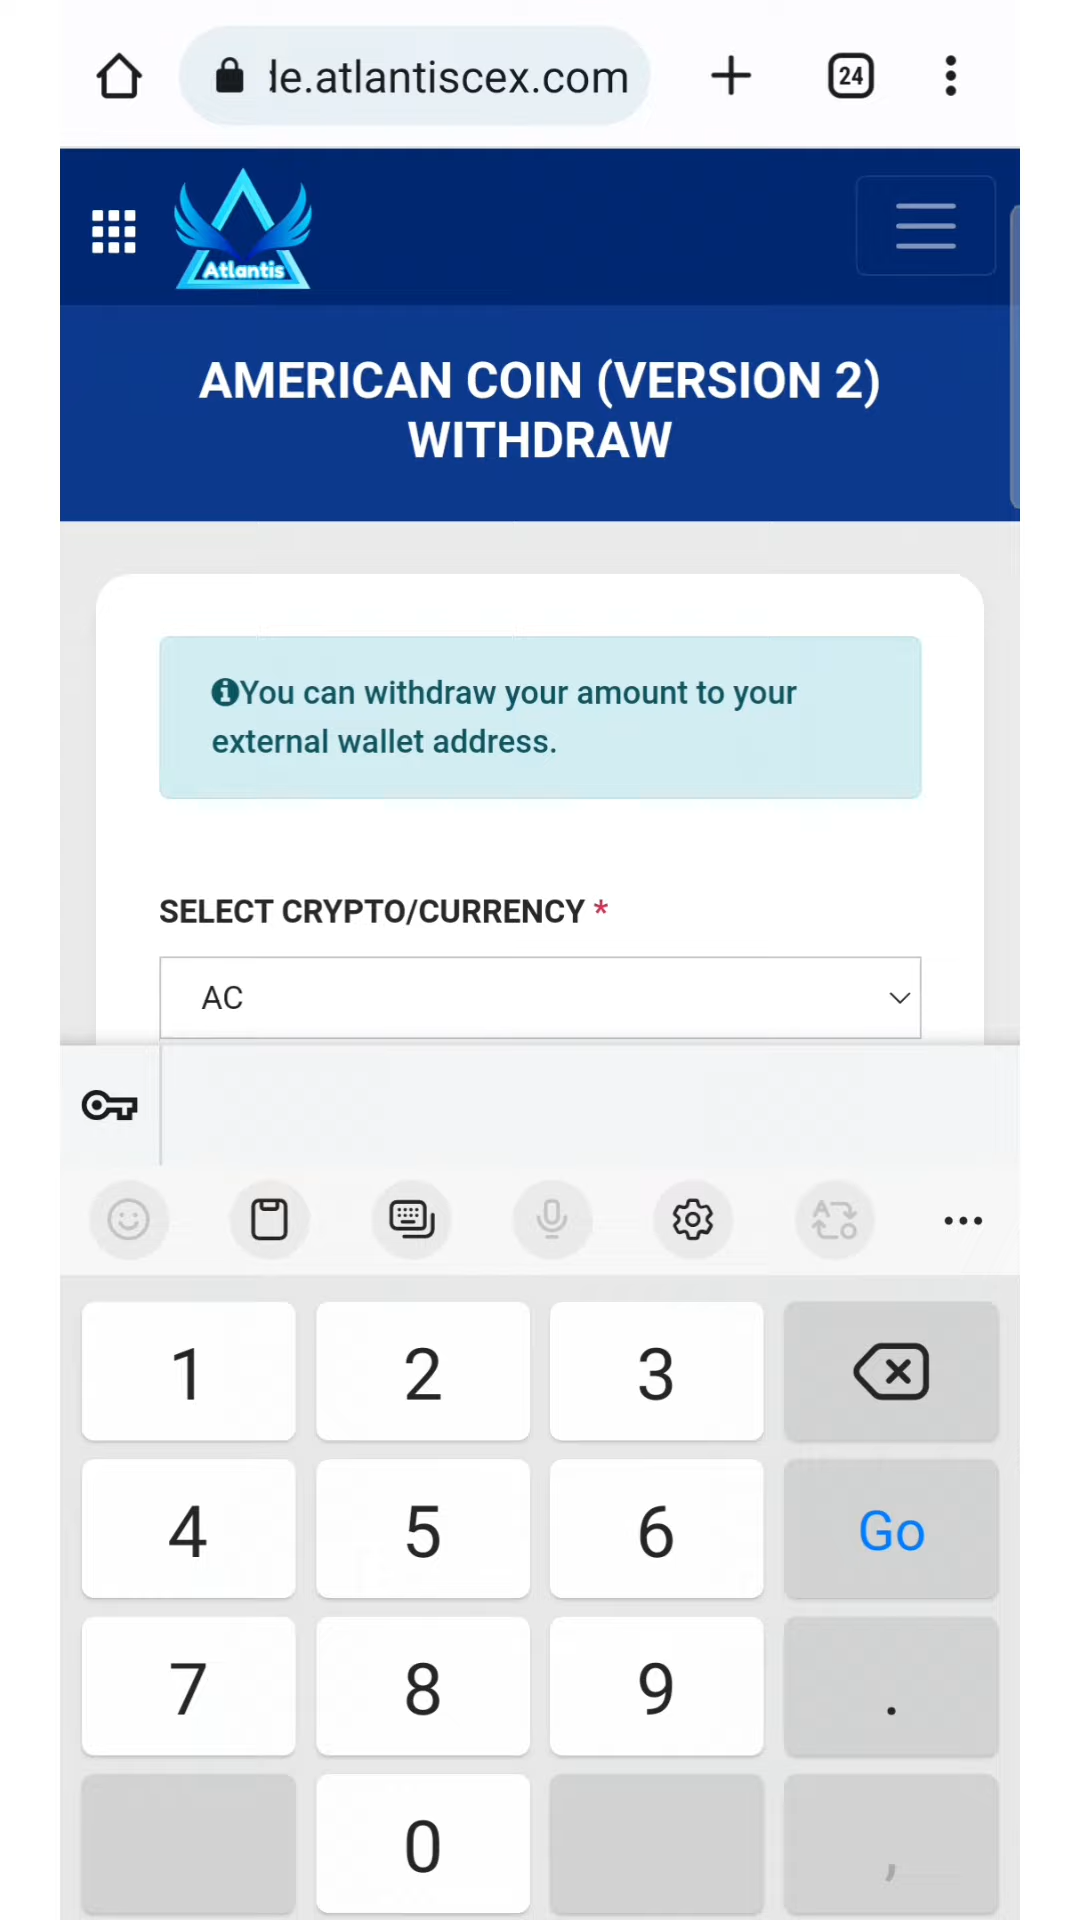 le.atlantiscex.com
24
Atlantis
AMERICAN COIN (VERSION 2)
WITHDRAW
You can withdraw your amount to your
external wallet address.
SELECT CRYPTO/CURRENCY *
AC
1 2 3
4 5 6 Go
7 8 9 .
0 ,